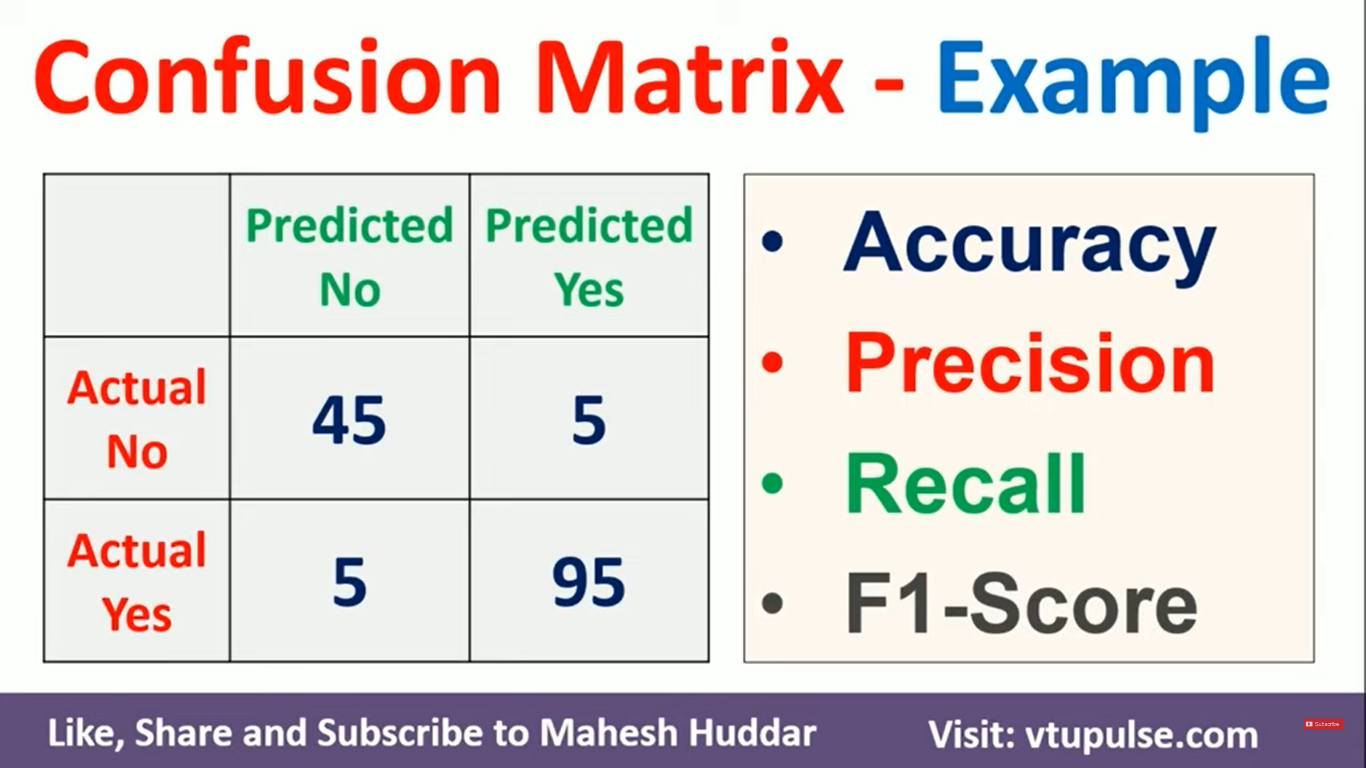 Confusion Matrix - Example
Predicted No
Predicted Yes
Actual No
45
5
Actual Yes
5
95
• Accuracy
• Precision
• Recall
• F1-Score
Like, Share and Subscribe to Mahesh Huddar
Visit: vtupulse.com
Subscribe